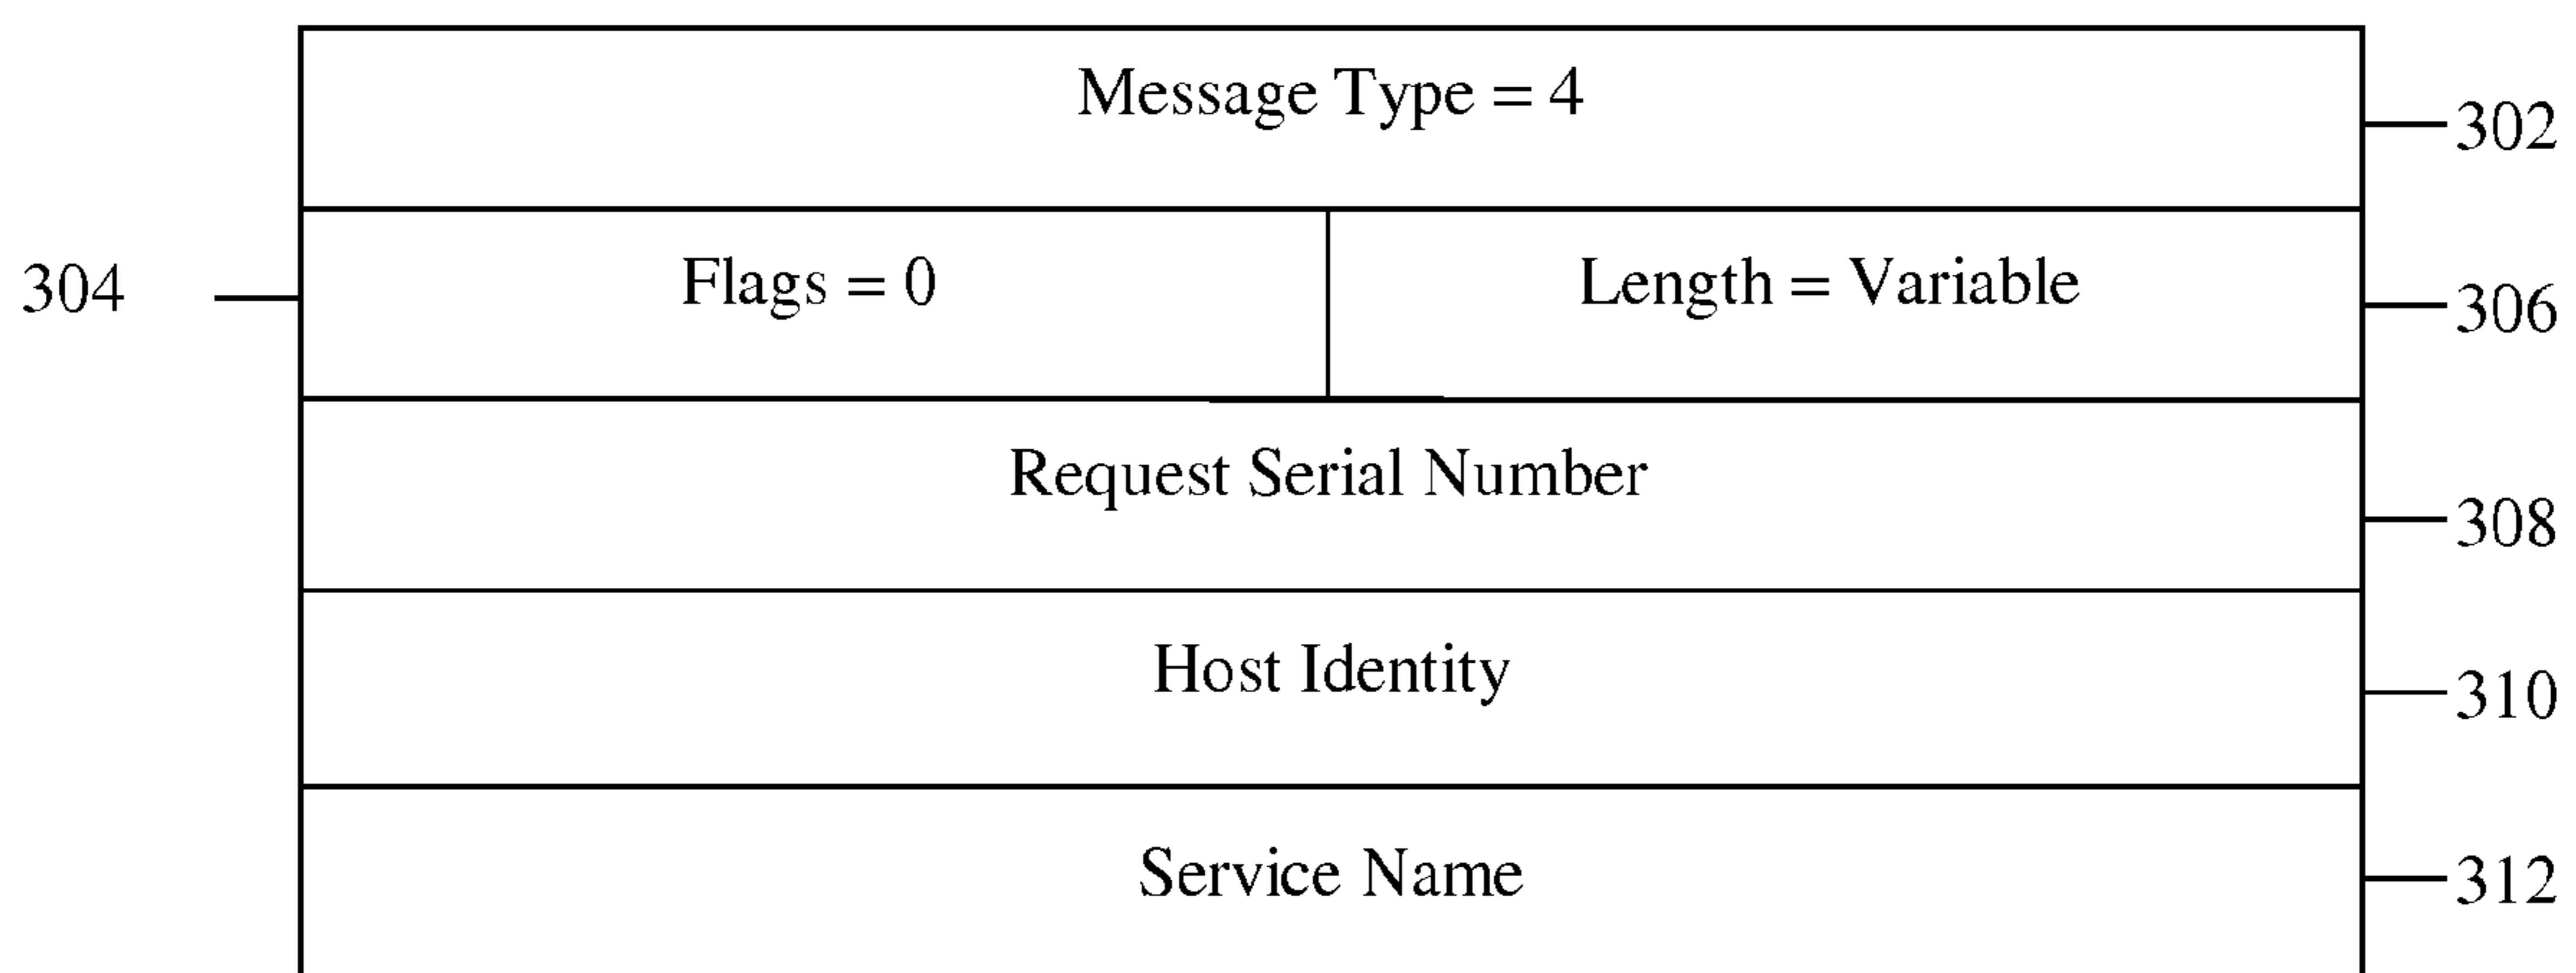 Message Type = 4
302
304
Flags = 0
Length = Variable
306
Request Serial Number
308
Host Identity
310
Service Name
312